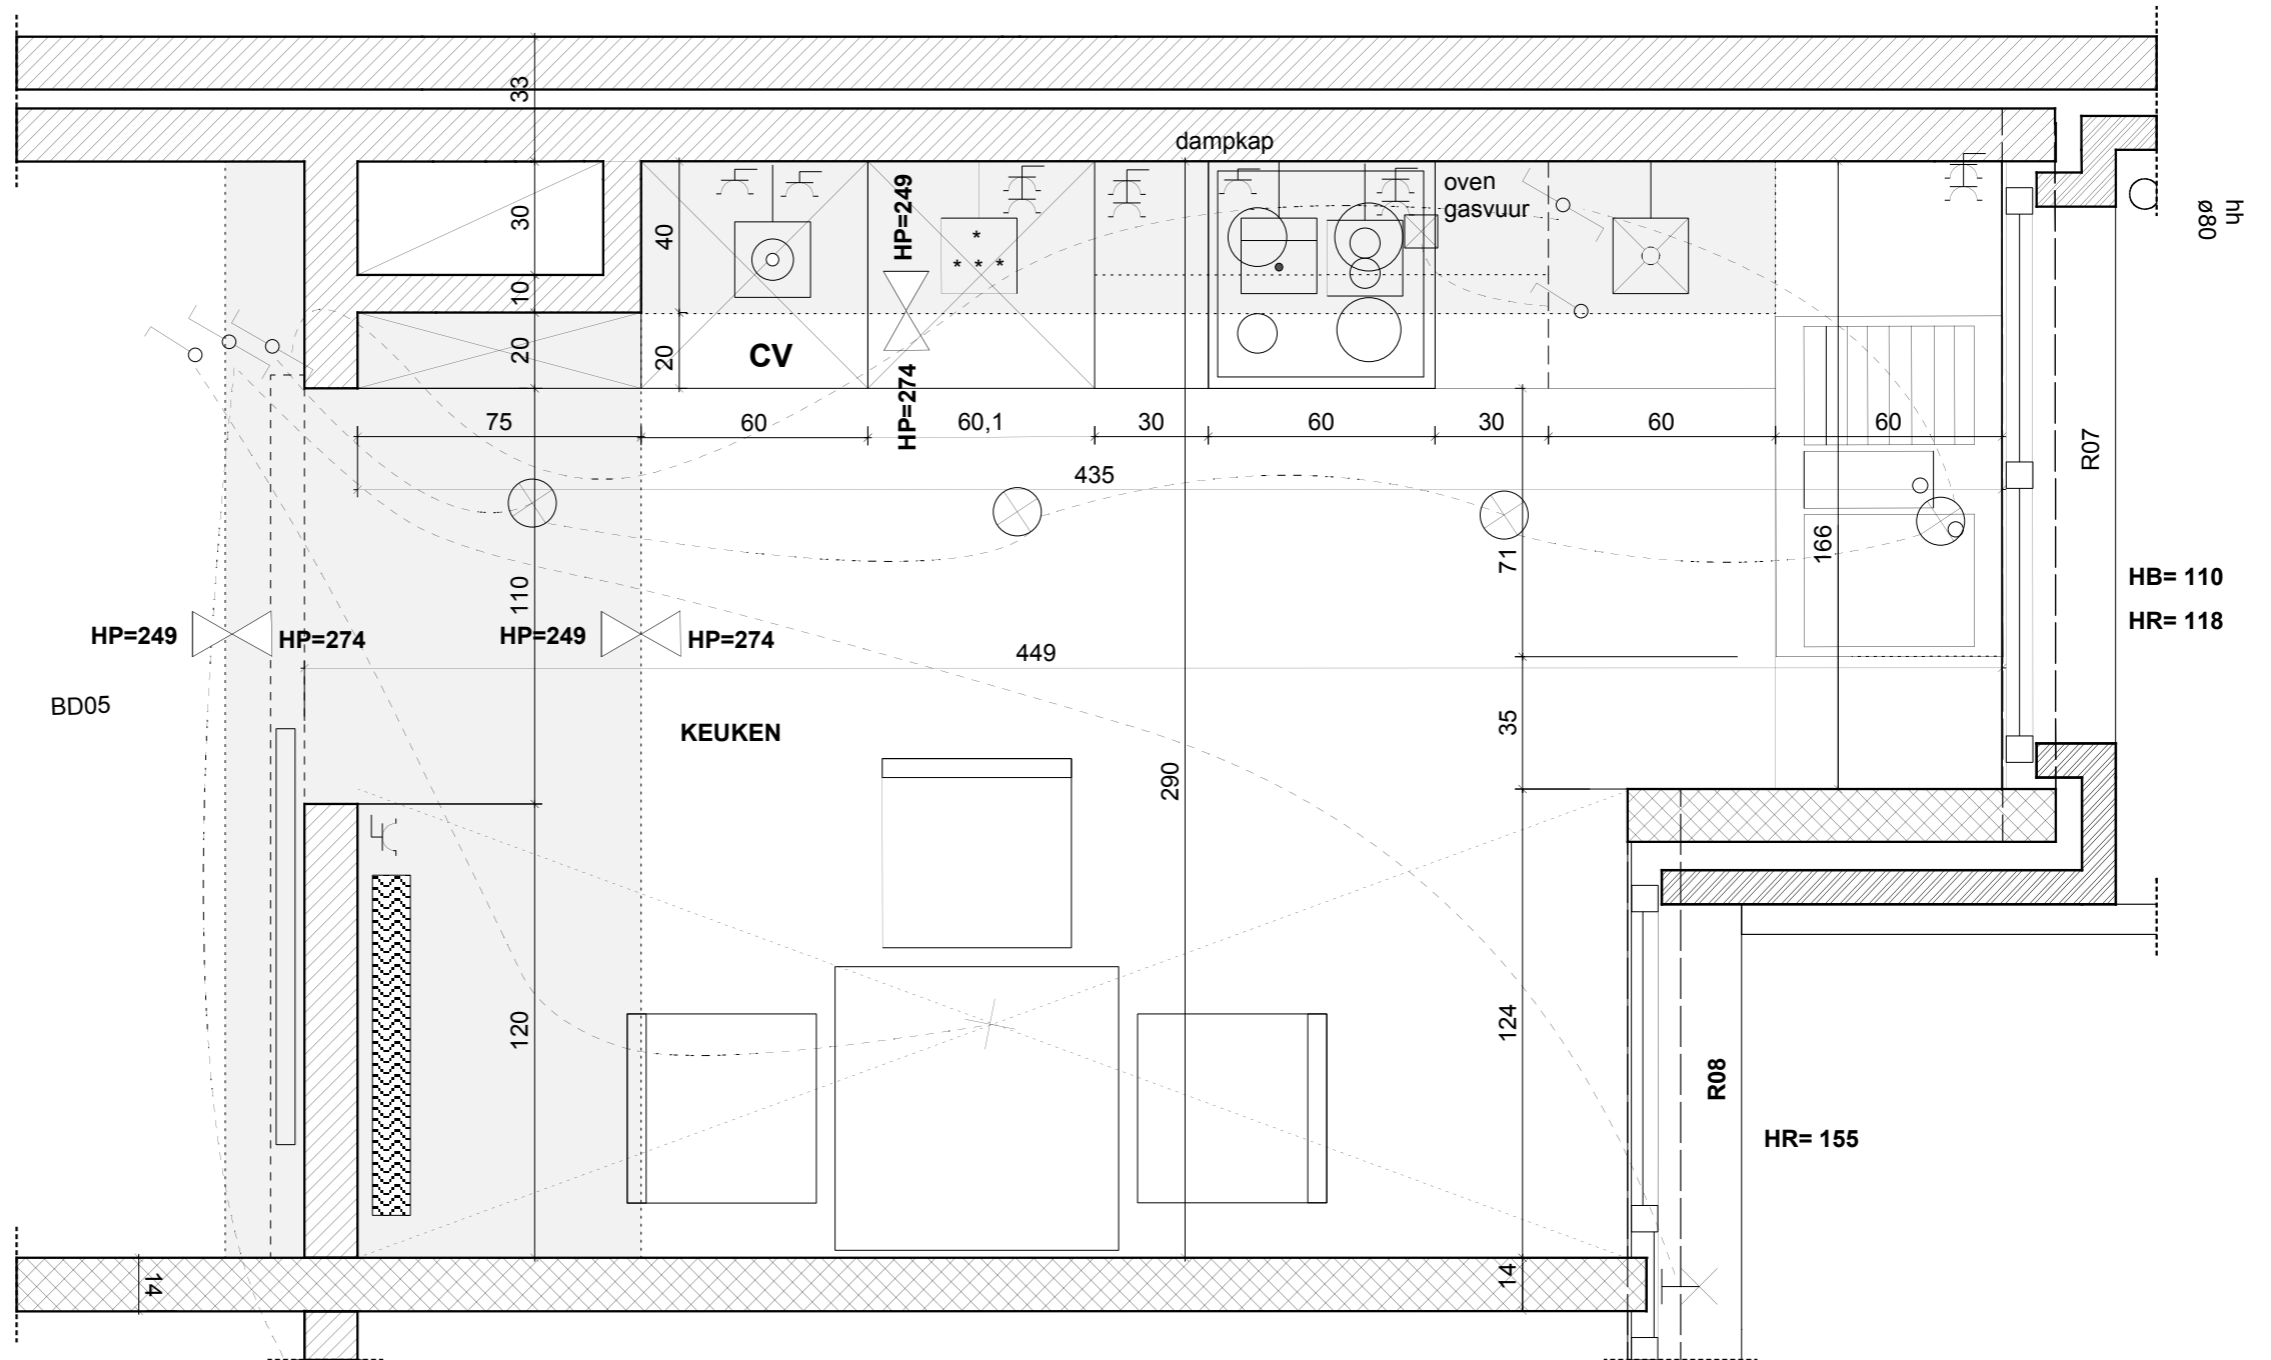 33
dampkap
oven
gasvuur
hh
ø80
30
40
HP=249
10
20
20
CV
HP=274
75
60
60,1
30
60
30
60
60
435
R07
71
166
110
HB= 110
HR= 118
HP=249
HP=274
HP=249
HP=274
449
BD05
KEUKEN
35
290
120
124
R08
HR= 155
14
14